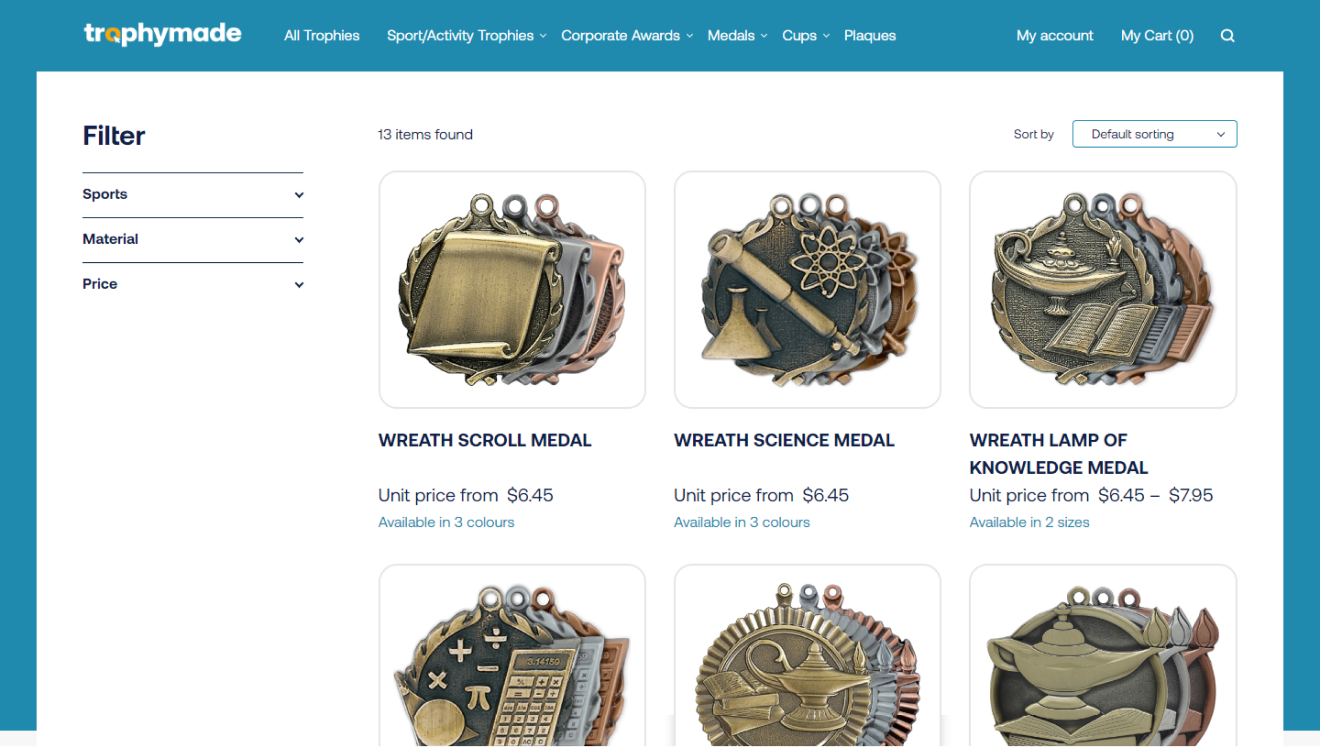 trophymade
All Trophies Sport/Activity Trophies Corporate Awards Medals Cups Plaques
My account My Cart (0)
Filter
Sports
Material
Price
13 items found
Sort by Default sorting
WREATH SCROLL MEDAL
Unit price from $6.45
Available in 3 colours
WREATH SCIENCE MEDAL
Unit price from $6.45
Available in 3 colours
WREATH LAMP OF
KNOWLEDGE MEDAL
Unit price from $6.45 – $7.95
Available in 2 sizes
3.14159